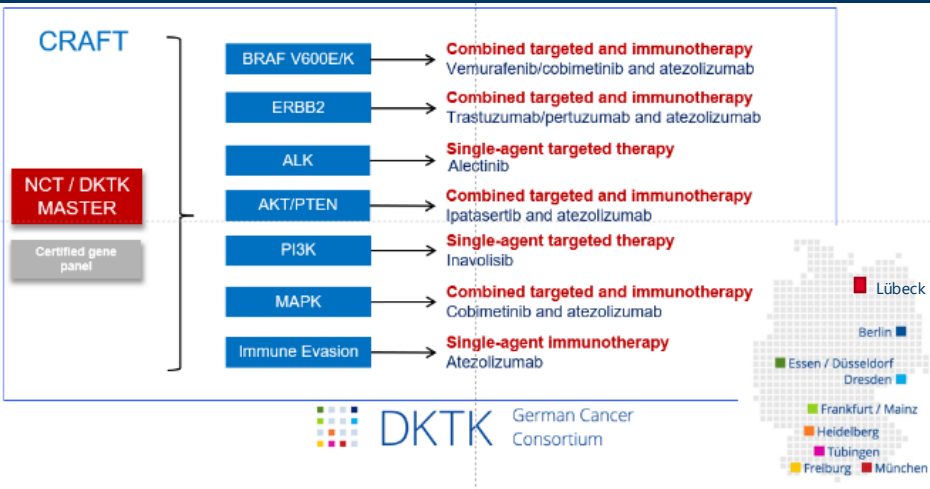 CRAFT
NCT / DKTK
MASTER
Certified gene
panel
BRAF V600E/K
Combined targeted and immunotherapy
Vemurafenib/cobimetinib and atezolizumab
ERBB2
Combined targeted and immunotherapy
Trastuzumab/pertuzumab and atezolizumab
ALK
Single-agent targeted therapy
Alectinib
AKT/PTEN
Combined targeted and immunotherapy
Ipatasertib and atezolizumab
PI3K
Single-agent targeted therapy
Inavolisib
MAPK
Combined targeted and immunotherapy
Cobimetinib and atezolizumab
Immune Evasion
Single-agent immunotherapy
Atezolizumab
DKTK
German Cancer
Consortium
Lübeck
Berlin
Essen / Düsseldorf
Dresden
Frankfurt / Mainz
Heidelberg
Tübingen
Freiburg
München